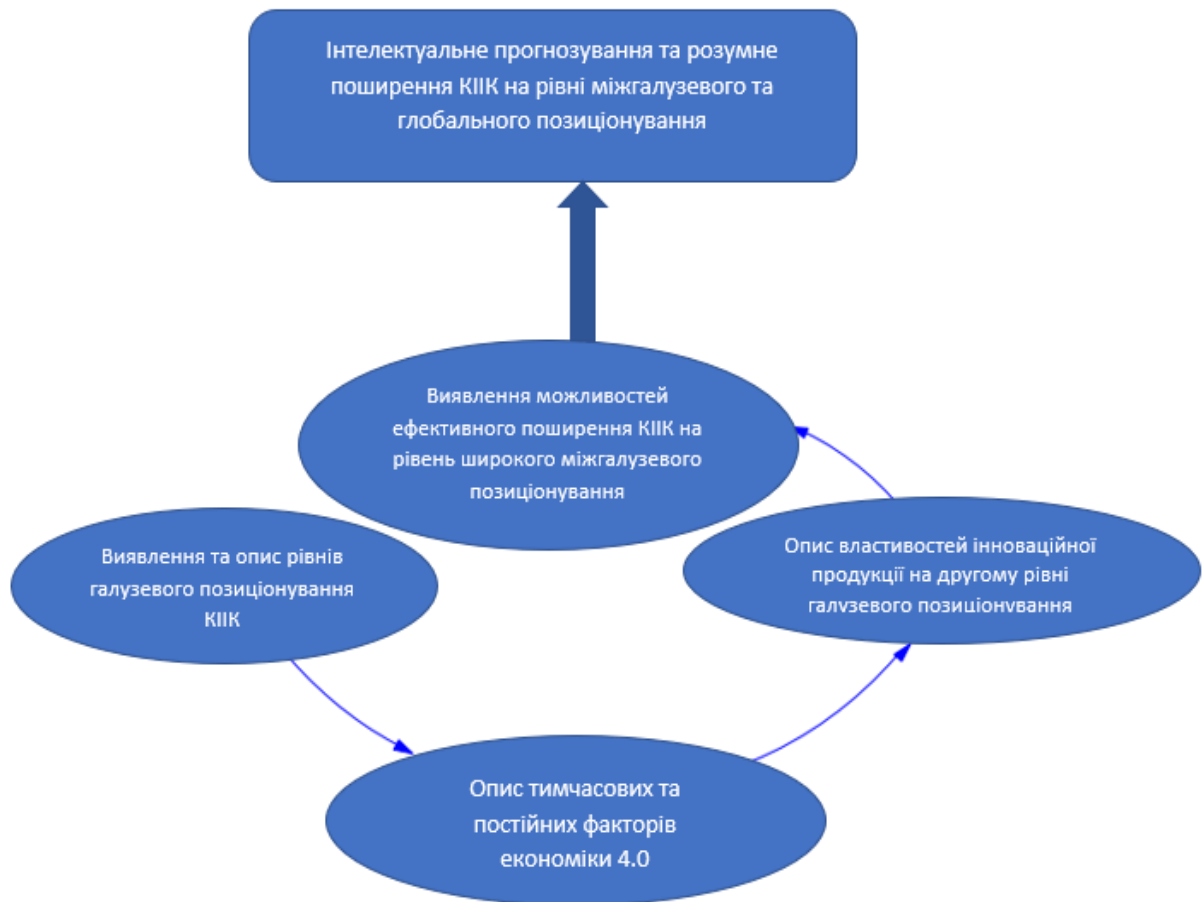 Інтелектуальне прогнозування та розумне
поширення КІІК на рівні міжгалузевого та
глобального позиціонування
Виявлення можливостей
ефективного поширення КІІК на
рівень широкого міжгалузевого
позиціонування
Виявлення та опис рівнів
галузевого позиціонування
КІІК
Опис властивостей інноваційної
продукції на другому рівні
галузевого позиціонування
Опис тимчасових та
постійних факторів
економіки 4.0